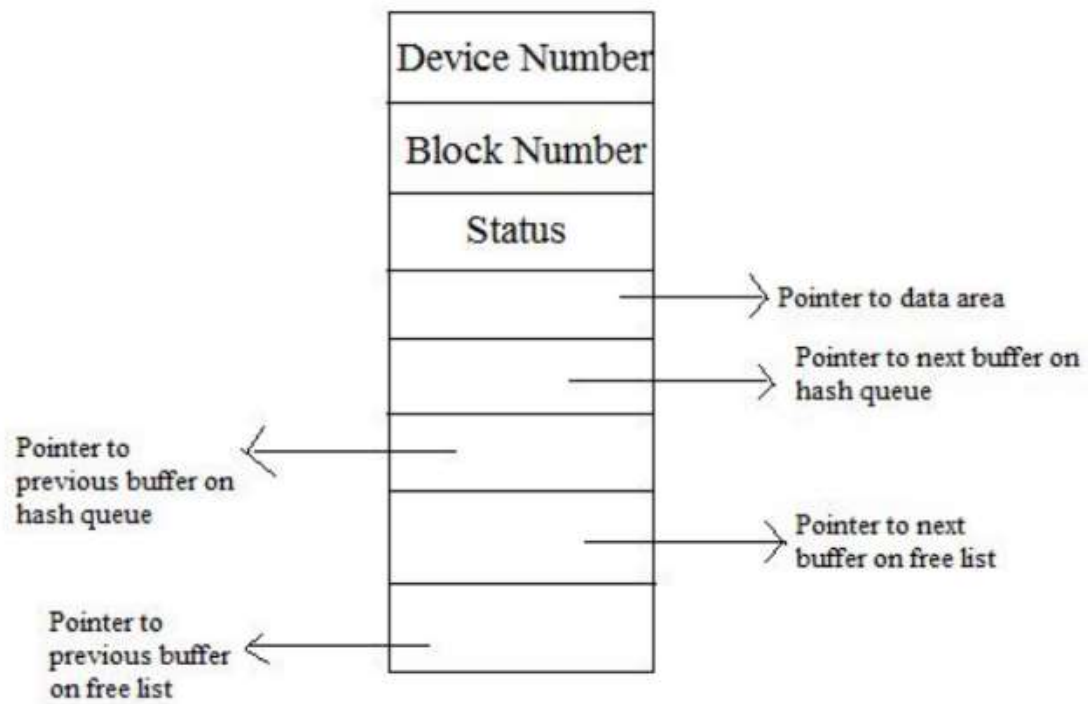 Device Number
Block Number
Status
Pointer to data area
Pointer to next buffer on
hash queue
Pointer to
previous buffer on
hash queue
Pointer to next
buffer on free list
Pointer to
previous buffer
on free list